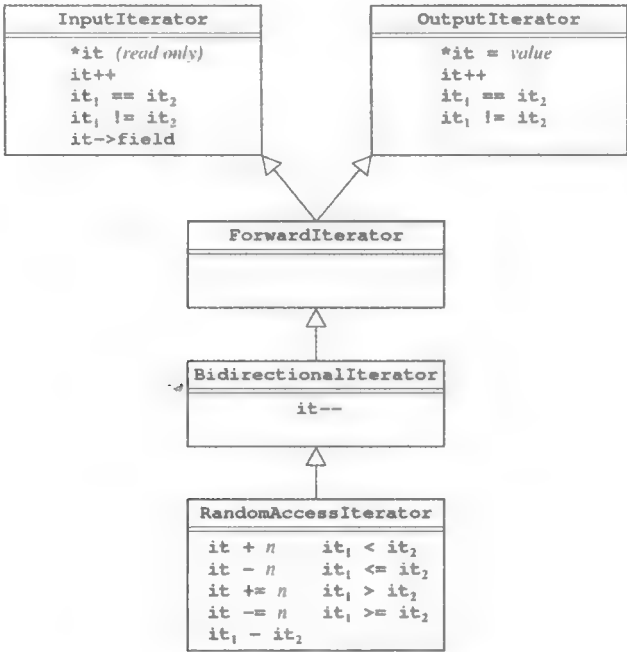 InputIterator
*it (read only)
it++
it₁ == it₂
it₁ != it₂
it->field
OutputIterator
*it = value
it++
it₁ == it₂
it₁ != it₂
ForwardIterator
BidirectionalIterator
it--
RandomAccessIterator
it + n it₁ < it₂
it - n it₁ <= it₂
it += n it₁ > it₂
it -= n it₁ >= it₂
it₁ - it₂